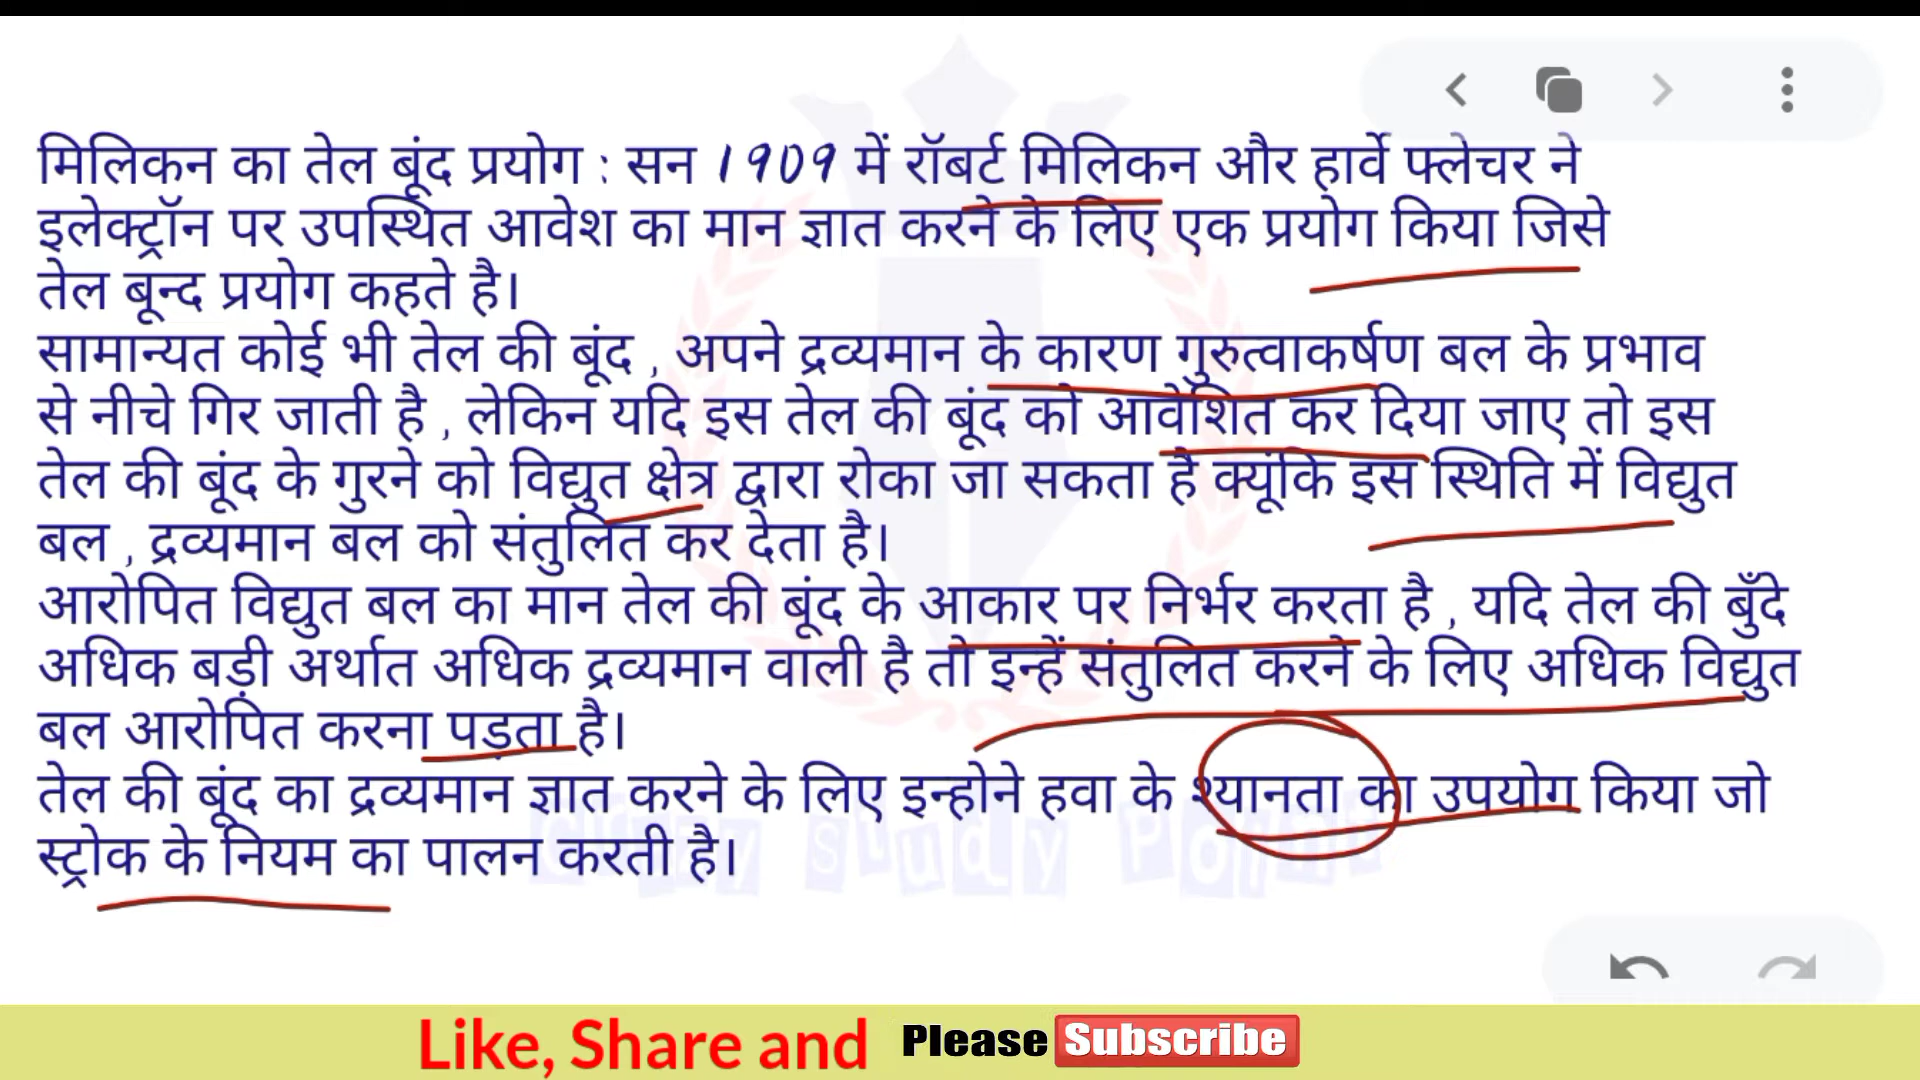 मिलिकन का तेल बूंद प्रयोग : सन 1909 में रॉबर्ट मिलिकन और हार्वे फ्लेचर ने
इलेक्ट्रॉन पर उपस्थित आवेश का मान ज्ञात करने के लिए एक प्रयोग किया जिसे
तेल बून्द प्रयोग कहते है।
सामान्यत कोई भी तेल की बूंद , अपने द्रव्यमान के कारण गुरुत्वाकर्षण बल के प्रभाव
से नीचे गिर जाती है , लेकिन यदि इस तेल की बूंद को आवेशित कर दिया जाए तो इस
तेल की बूंद के गुरने को विद्युत क्षेत्र द्वारा रोका जा सकता है क्यूंकि इस स्थिति में विद्युत
बल , द्रव्यमान बल को संतुलित कर देता है।
आरोपित विद्युत बल का मान तेल की बूंद के आकार पर निर्भर करता है , यदि तेल की बुँदे
अधिक बड़ी अर्थात अधिक द्रव्यमान वाली है तो इन्हें संतुलित करने के लिए अधिक विद्युत
बल आरोपित करना पड़ता है।
तेल की बूंद का द्रव्यमान ज्ञात करने के लिए इन्होने हवा के श्यानता का उपयोग किया जो
स्ट्रोक के नियम का पालन करती है।
Like, Share and Please Subscribe